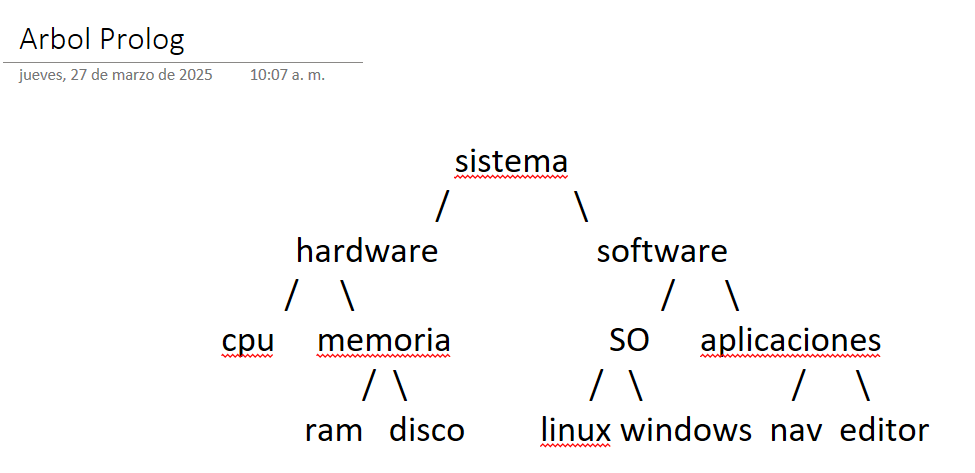 Arbol Prolog
jueves, 27 de marzo de 2025 10:07 a. m.
sistema
/ \
hardware software
/ \ / \
cpu memoria SO aplicaciones
/ \ / \ / \
ram disco linux windows nav editor